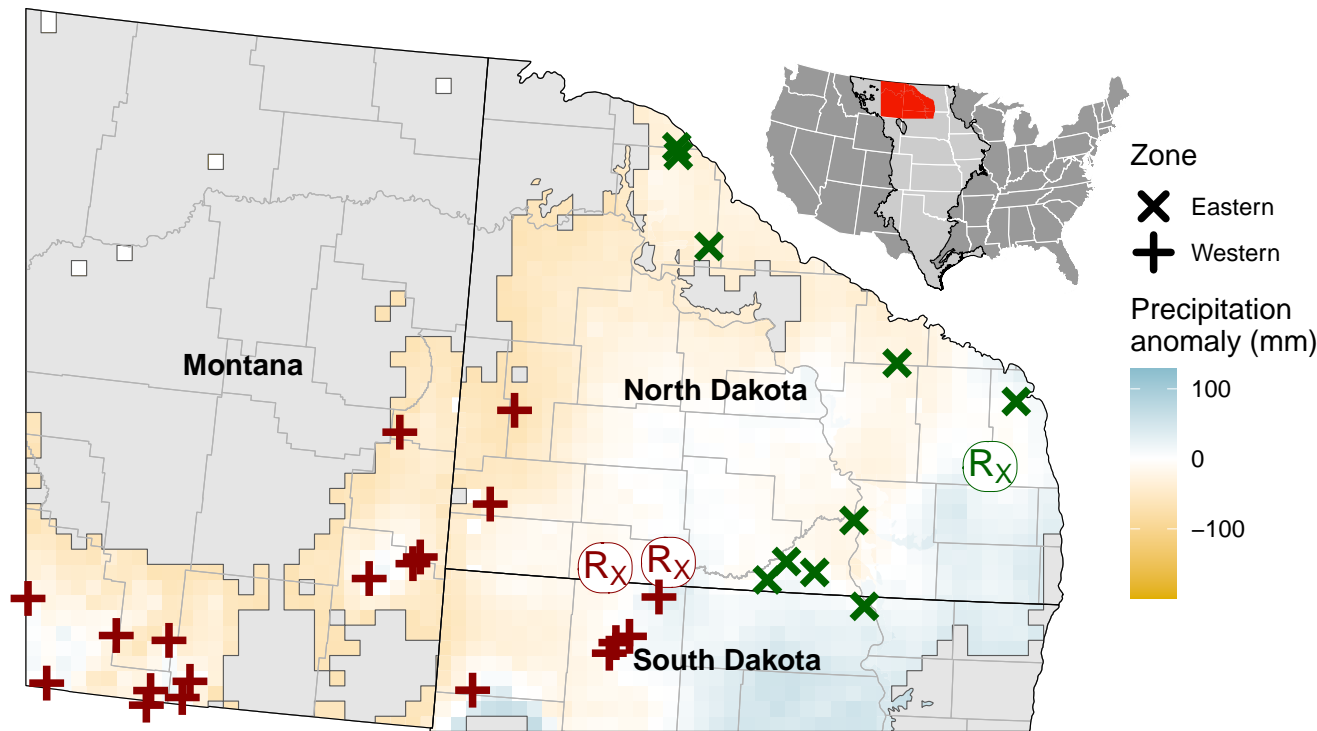 Zone
Eastern
Western
Precipitation
anomaly (mm)
100
0
−100
Montana
North Dakota
RX
RX
RX
South Dakota